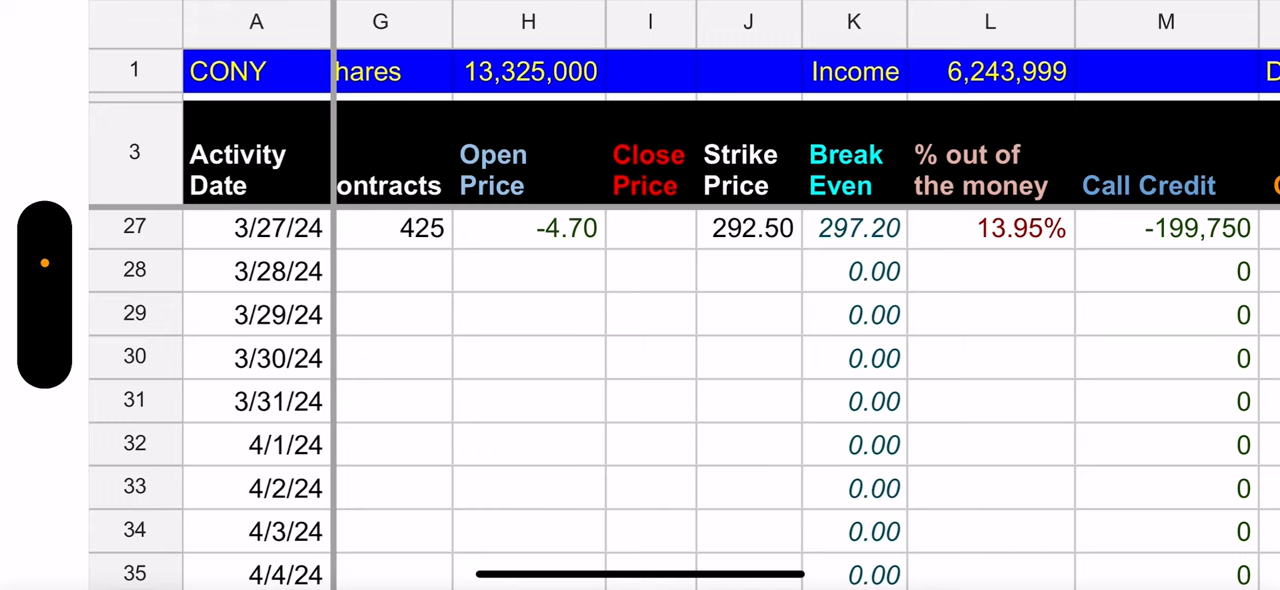 A G H I J K L M
1 CONY hares 13,325,000 Income 6,243,999 D
3 Activity Date ontracts Open Price Close Price Strike Price Break Even % out of the money Call Credit
27 3/27/24 425 -4.70 292.50 297.20 13.95% -199,750
28 3/28/24 0.00 0
29 3/29/24 0.00 0
30 3/30/24 0.00 0
31 3/31/24 0.00 0
32 4/1/24 0.00 0
33 4/2/24 0.00 0
34 4/3/24 0.00 0
35 4/4/24 0.00 0